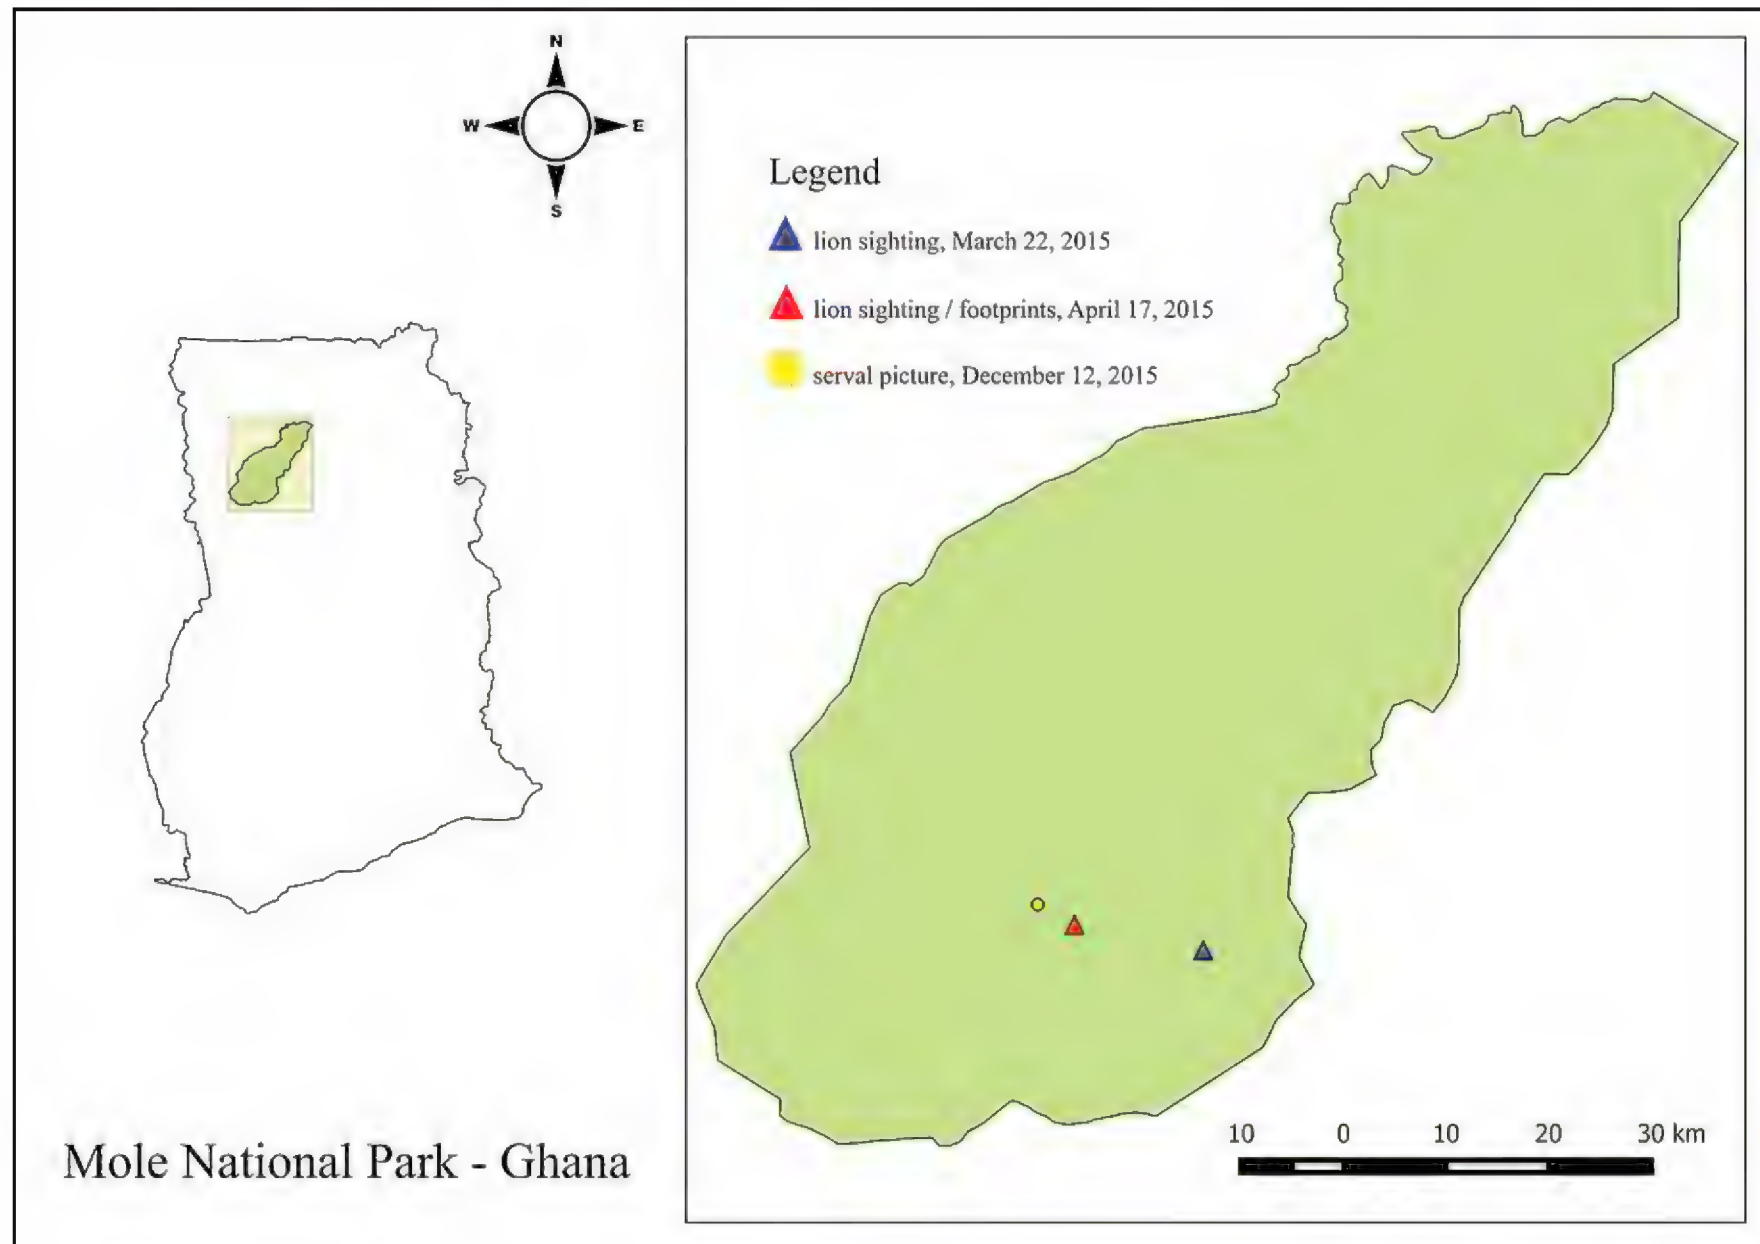 N
W E
S
Legend
lion sighting, March 22, 2015
lion sighting / footprints, April 17, 2015
serval picture, December 12, 2015
10 0 10 20 30 km
Mole National Park - Ghana